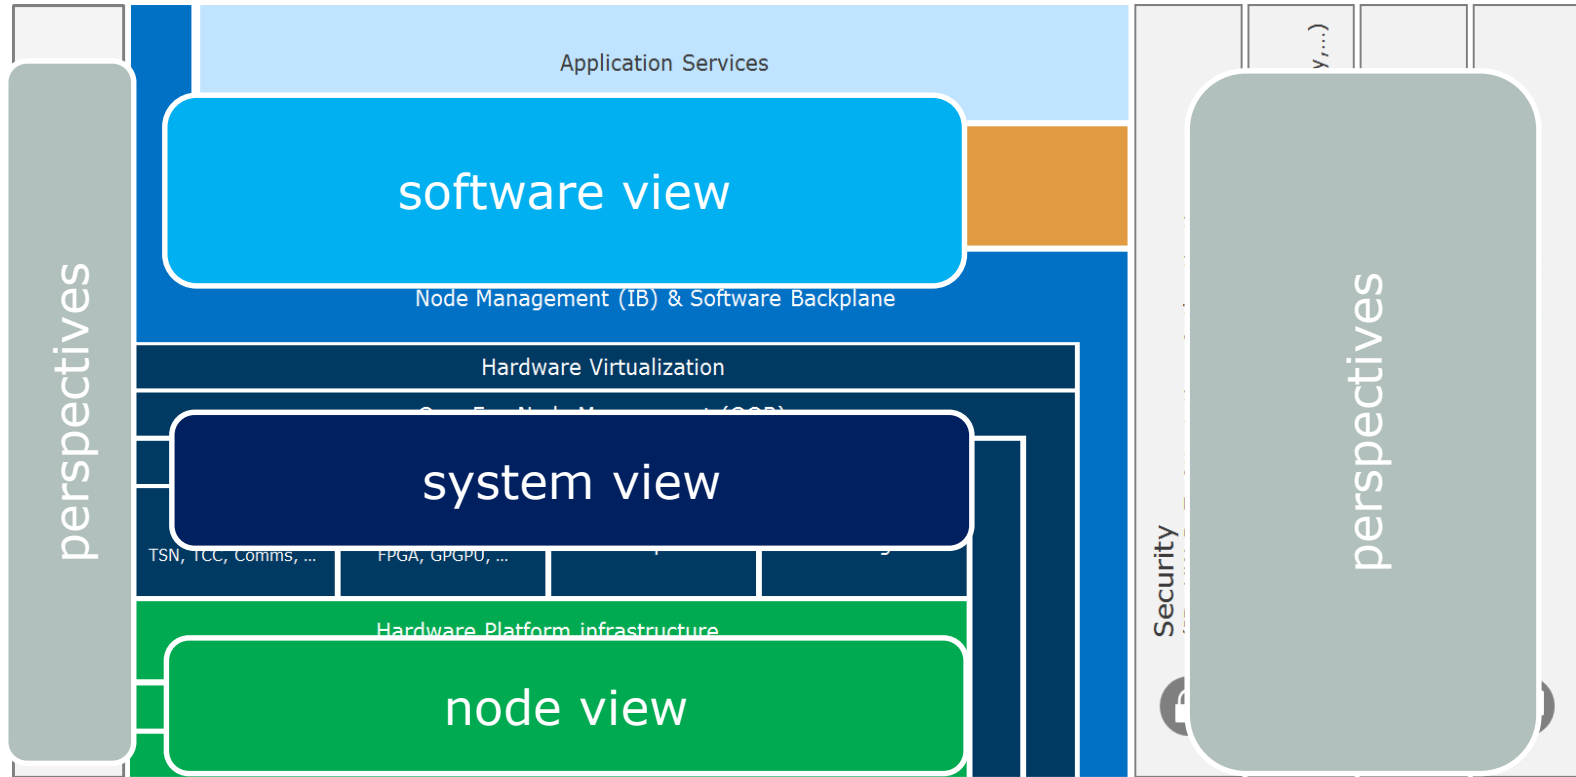 Application Services
software view
Node Management (IB) & Software Backplane
Hardware Virtualization
system view
TSN, TCC, Comms, ...
FPGA, GPGPU, ...
Hardware Platform infrastructure
node view
perspectives
Security
y,...)
perspectives